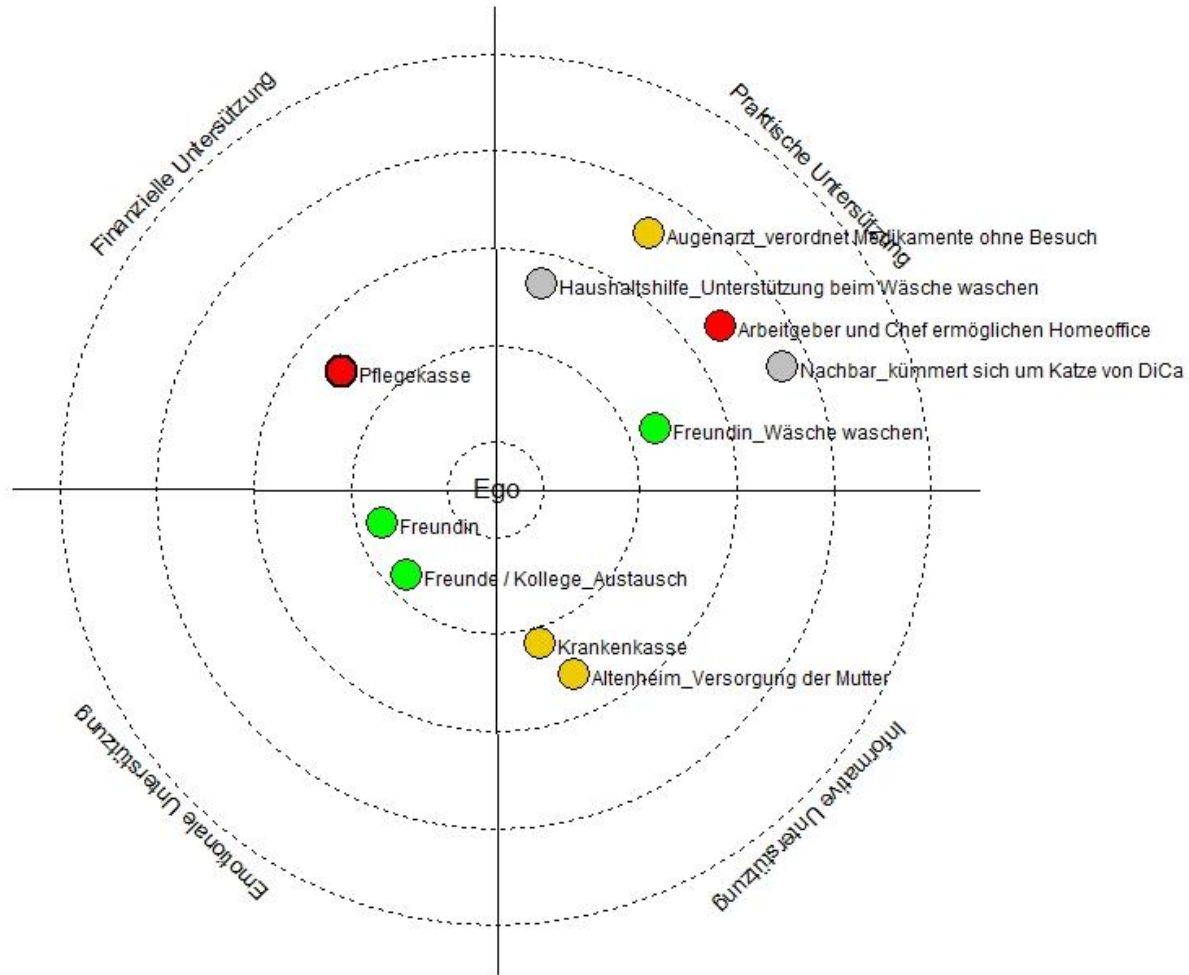 Finanzielle Unterstützung
Praktische Unterstützung
Augenarzt_verordnet Medikamente ohne Besuch
Haushaltshilfe_Unterstützung beim Wäsche waschen
Arbeitgeber und Chef ermöglichen Homeoffice
Pflegekasse
Nachbar_kümmert sich um Katze von DiCa
Freundin_Wäsche waschen
Ego
Freundin
Freunde / Kollege_Austausch
Krankenkasse
Altenheim_Versorgung der Mutter
Emotionale Unterstützung
Informative Unterstützung